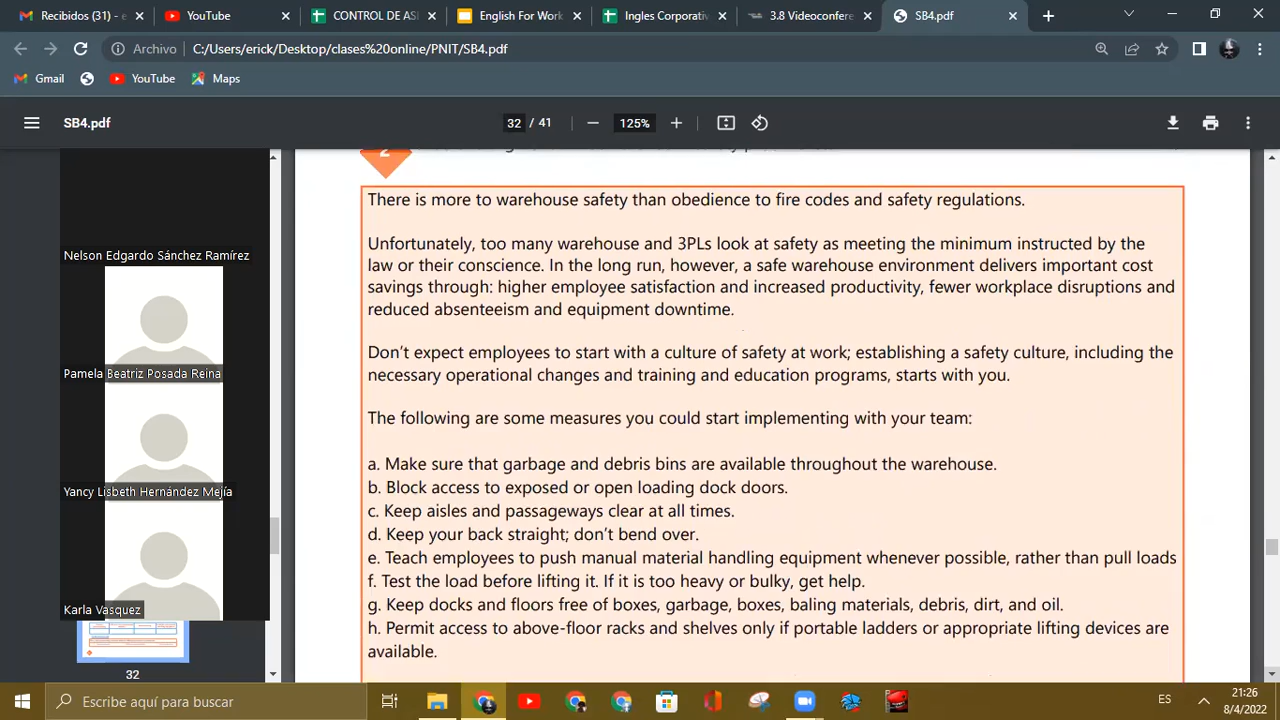 Recibidos (31) - e
YouTube
CONTROL DE ASI
English For Work
Ingles Corporativ
3.8 Videoconfere
SB4.pdf
Archivo
C:/Users/erick/Desktop/clases%20online/PNIT/SB4.pdf
Gmail
YouTube
Maps
SB4.pdf
32 / 41
125%
2
There is more to warehouse safety than obedience to fire codes and safety regulations.
Unfortunately, too many warehouse and 3PLs look at safety as meeting the minimum instructed by the
law or their conscience. In the long run, however, a safe warehouse environment delivers important cost
savings through: higher employee satisfaction and increased productivity, fewer workplace disruptions and
reduced absenteeism and equipment downtime.
Don't expect employees to start with a culture of safety at work; establishing a safety culture, including the
necessary operational changes and training and education programs, starts with you.
The following are some measures you could start implementing with your team:
a. Make sure that garbage and debris bins are available throughout the warehouse.
b. Block access to exposed or open loading dock doors.
c. Keep aisles and passageways clear at all times.
d. Keep your back straight; don't bend over.
e. Teach employees to push manual material handling equipment whenever possible, rather than pull loads
f. Test the load before lifting it. If it is too heavy or bulky, get help.
g. Keep docks and floors free of boxes, garbage, boxes, baling materials, debris, dirt, and oil.
h. Permit access to above-floor racks and shelves only if portable ladders or appropriate lifting devices are
available.
Nelson Edgardo Sánchez Ramírez
Pamela Beatriz Posada Reina
Yancy Lisbeth Hernández Mejía
Karla Vasquez
32
Escribe aquí para buscar
ES
21:26
8/4/2022